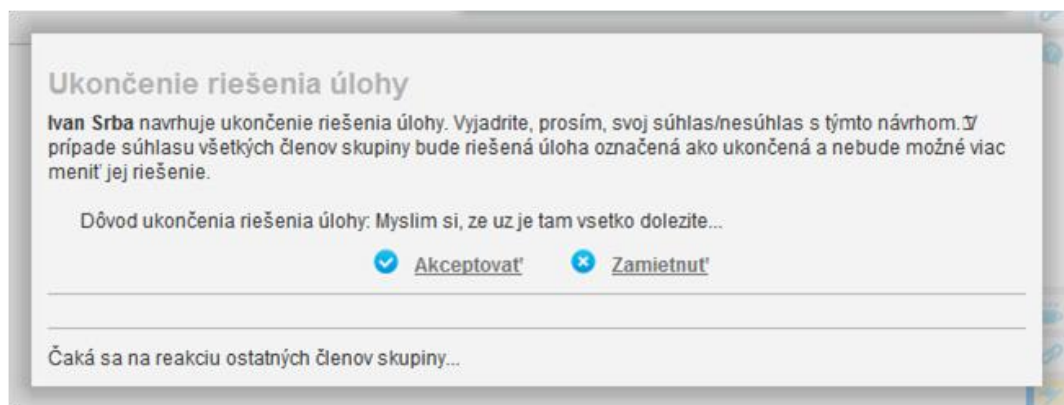 Ukončenie riešenia úlohy
Ivan Srba navrhuje ukončenie riešenia úlohy. Vyjadrite, prosím, svoj súhlas/nesúhlas s týmto návrhom. V
prípade súhlasu všetkých členov skupiny bude riešená úloha označená ako ukončená a nebude možné viac
meniť jej riešenie.
Dôvod ukončenia riešenia úlohy: Myslim si, ze uz je tam vsetko dolezite...
Akceptovať Zamietnuť
Čaká sa na reakciu ostatných členov skupiny...